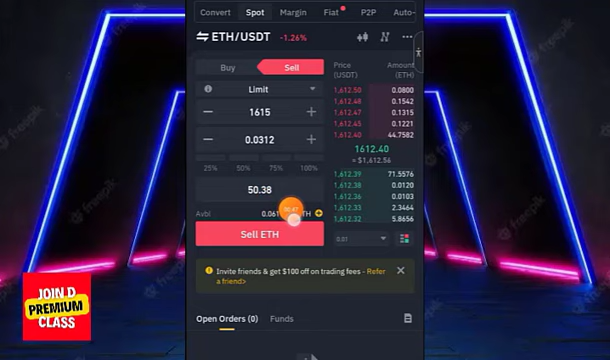 Convert Spot Margin Fiat P2P Auto-
ETH/USDT -1.26%
Buy Sell
Limit
1615
0.0312
25% 50% 75% 100%
50.38
Avbl 0.061
Sell ETH
Price (USDT) Amount (ETH)
1,612.50 0.0800
1,612.48 0.1542
1,612.47 0.1315
1,612.45 0.1221
1,612.40 44.7582
1612.40
≈ $1,612.56
1,612.39 71.5576
1,612.38 0.0120
1,612.36 0.0103
1,612.33 2.3464
1,612.32 5.8656
0.01
Invite friends & get $100 off on trading fees - Refer
a friend>
Open Orders (0) Funds
JOIN D
PREMIUM
CLASS
freepik